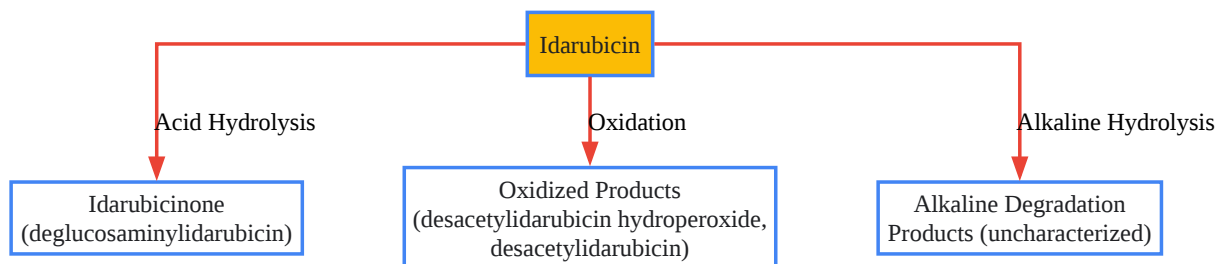 Idarubicin
Acid Hydrolysis
Oxidation
Alkaline Hydrolysis
Idarubicinone
(deglucosaminylidarubicin)
Oxidized Products
(desacetylidarubicin hydroperoxide,
desacetylidarubicin)
Alkaline Degradation
Products (uncharacterized)